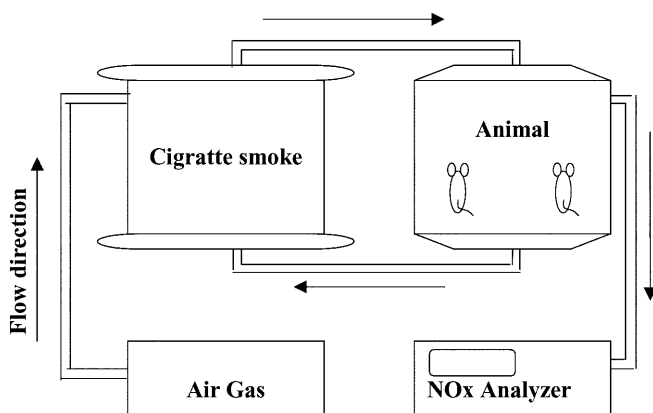 Cigratte smoke
Animal
Flow direction
Air Gas
NOx Analyzer